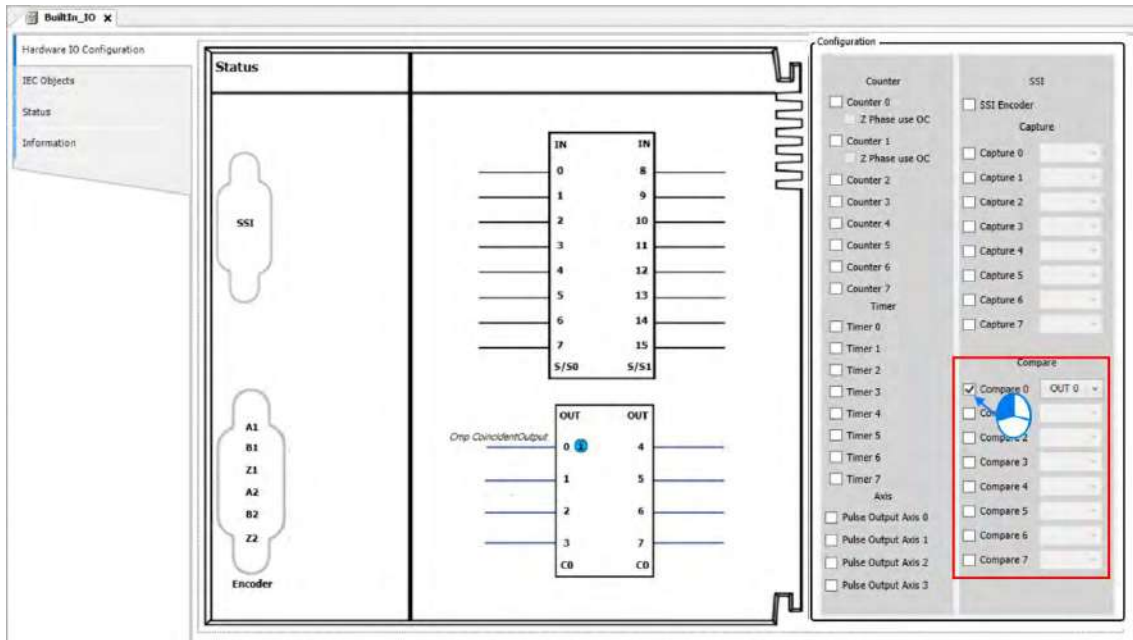 BuiltIn_IO
Hardware IO Configuration
IEC Objects
Status
Information
Status
SSI
A1
B1
Z1
A2
B2
Z2
Encoder
IN IN
0 8
1 9
2 10
3 11
4 12
5 13
6 14
7 15
S/S0 S/S1
OUT OUT
Cmp CoincidentOutput 0 4
1 5
2 6
3 7
C0 C0
Configuration
Counter
Counter 0
Z Phase use OC
Counter 1
Z Phase use OC
Counter 2
Counter 3
Counter 4
Counter 5
Counter 6
Counter 7
Timer
Timer 0
Timer 1
Timer 2
Timer 3
Timer 4
Timer 5
Timer 6
Timer 7
Axis
Pulse Output Axis 0
Pulse Output Axis 1
Pulse Output Axis 2
Pulse Output Axis 3
SSI
SSI Encoder
Capture
Capture 0
Capture 1
Capture 2
Capture 3
Capture 4
Capture 5
Capture 6
Capture 7
Compare
Compare 0 OUT 0
Compare 2
Compare 3
Compare 4
Compare 5
Compare 6
Compare 7